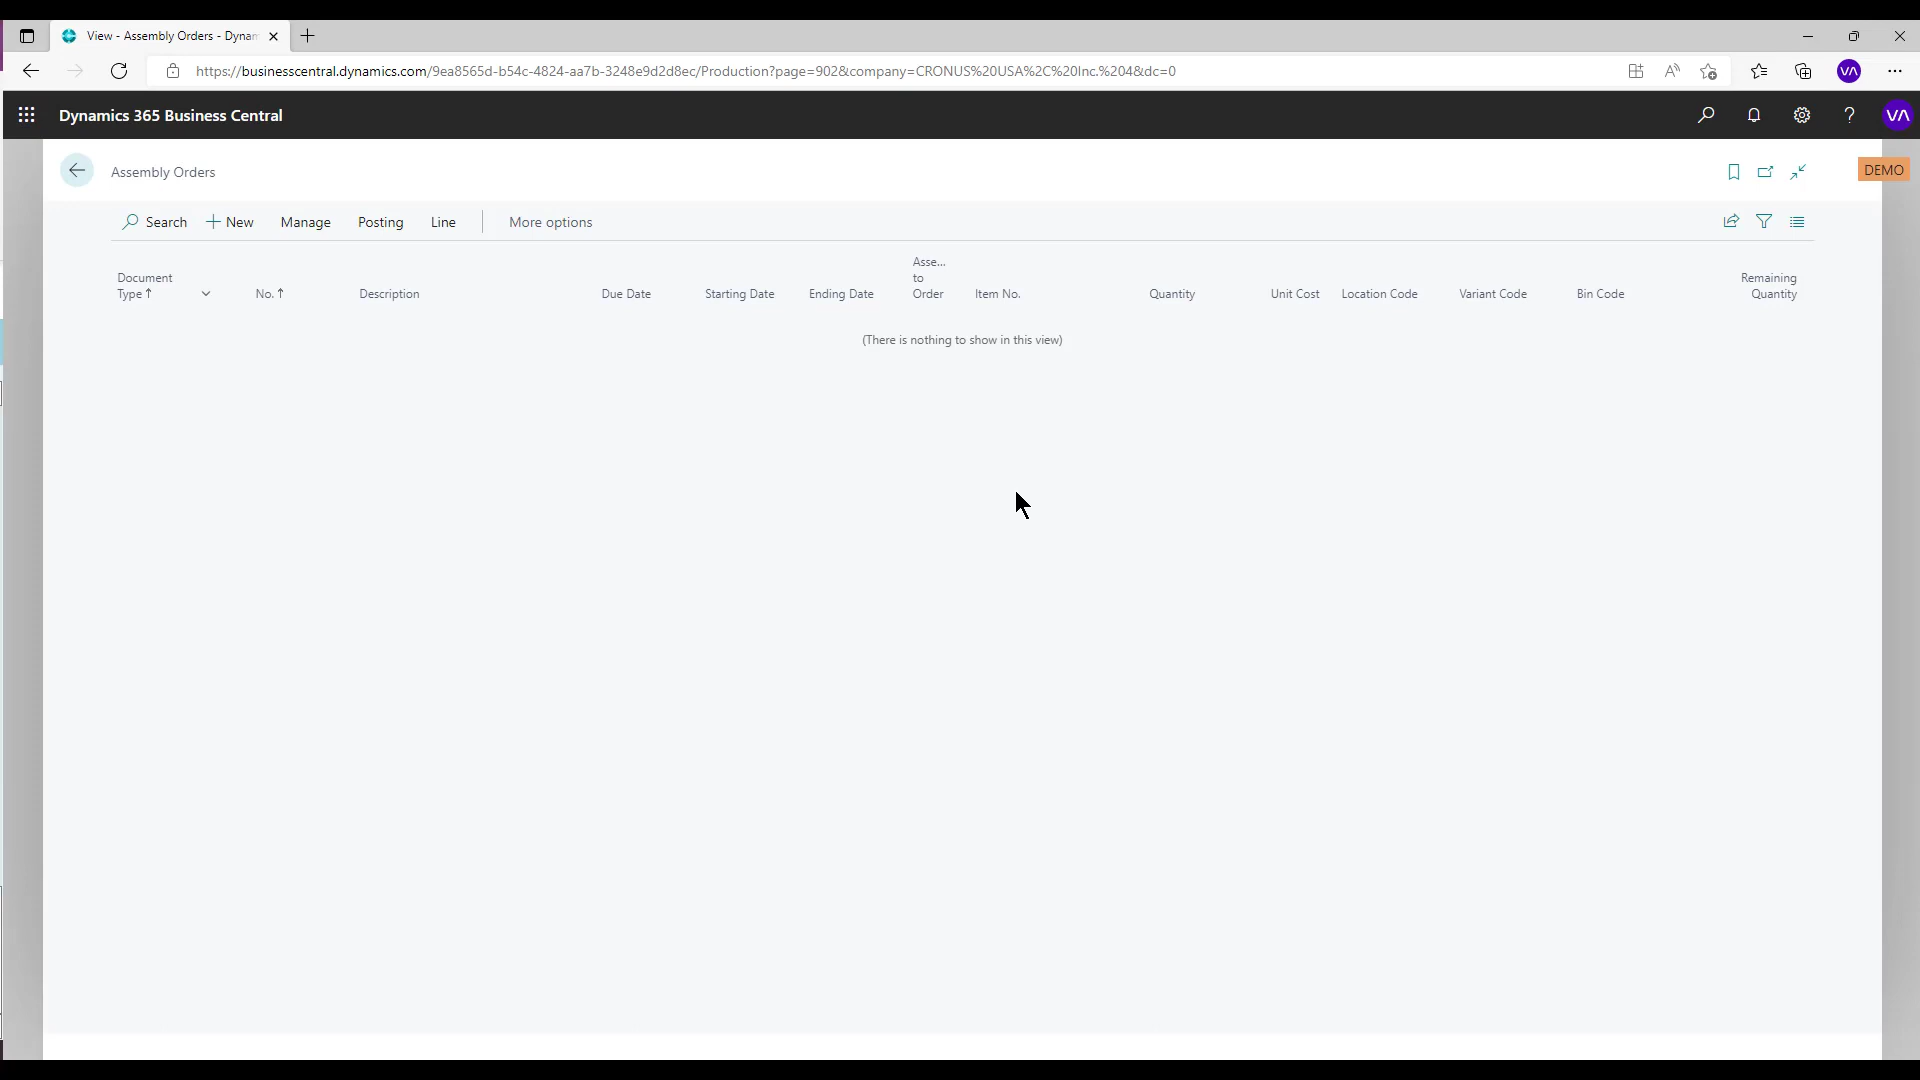 View - Assembly Orders - Dynam
https://businesscentral.dynamics.com/9ea8565d-b54c-4824-aa7b-3248e9d2d8ec/Production?page=902&company=CRONUS%20USA%2C%20Inc.%204&dc=0
VA
Dynamics 365 Business Central
?
VA
Assembly Orders
DEMO
Search
New
Manage
Posting
Line
More options
Document
Type↑
No.↑
Description
Due Date
Starting Date
Ending Date
Asse...
to
Order
Item No.
Quantity
Unit Cost
Location Code
Variant Code
Bin Code
Remaining
Quantity
(There is nothing to show in this view)